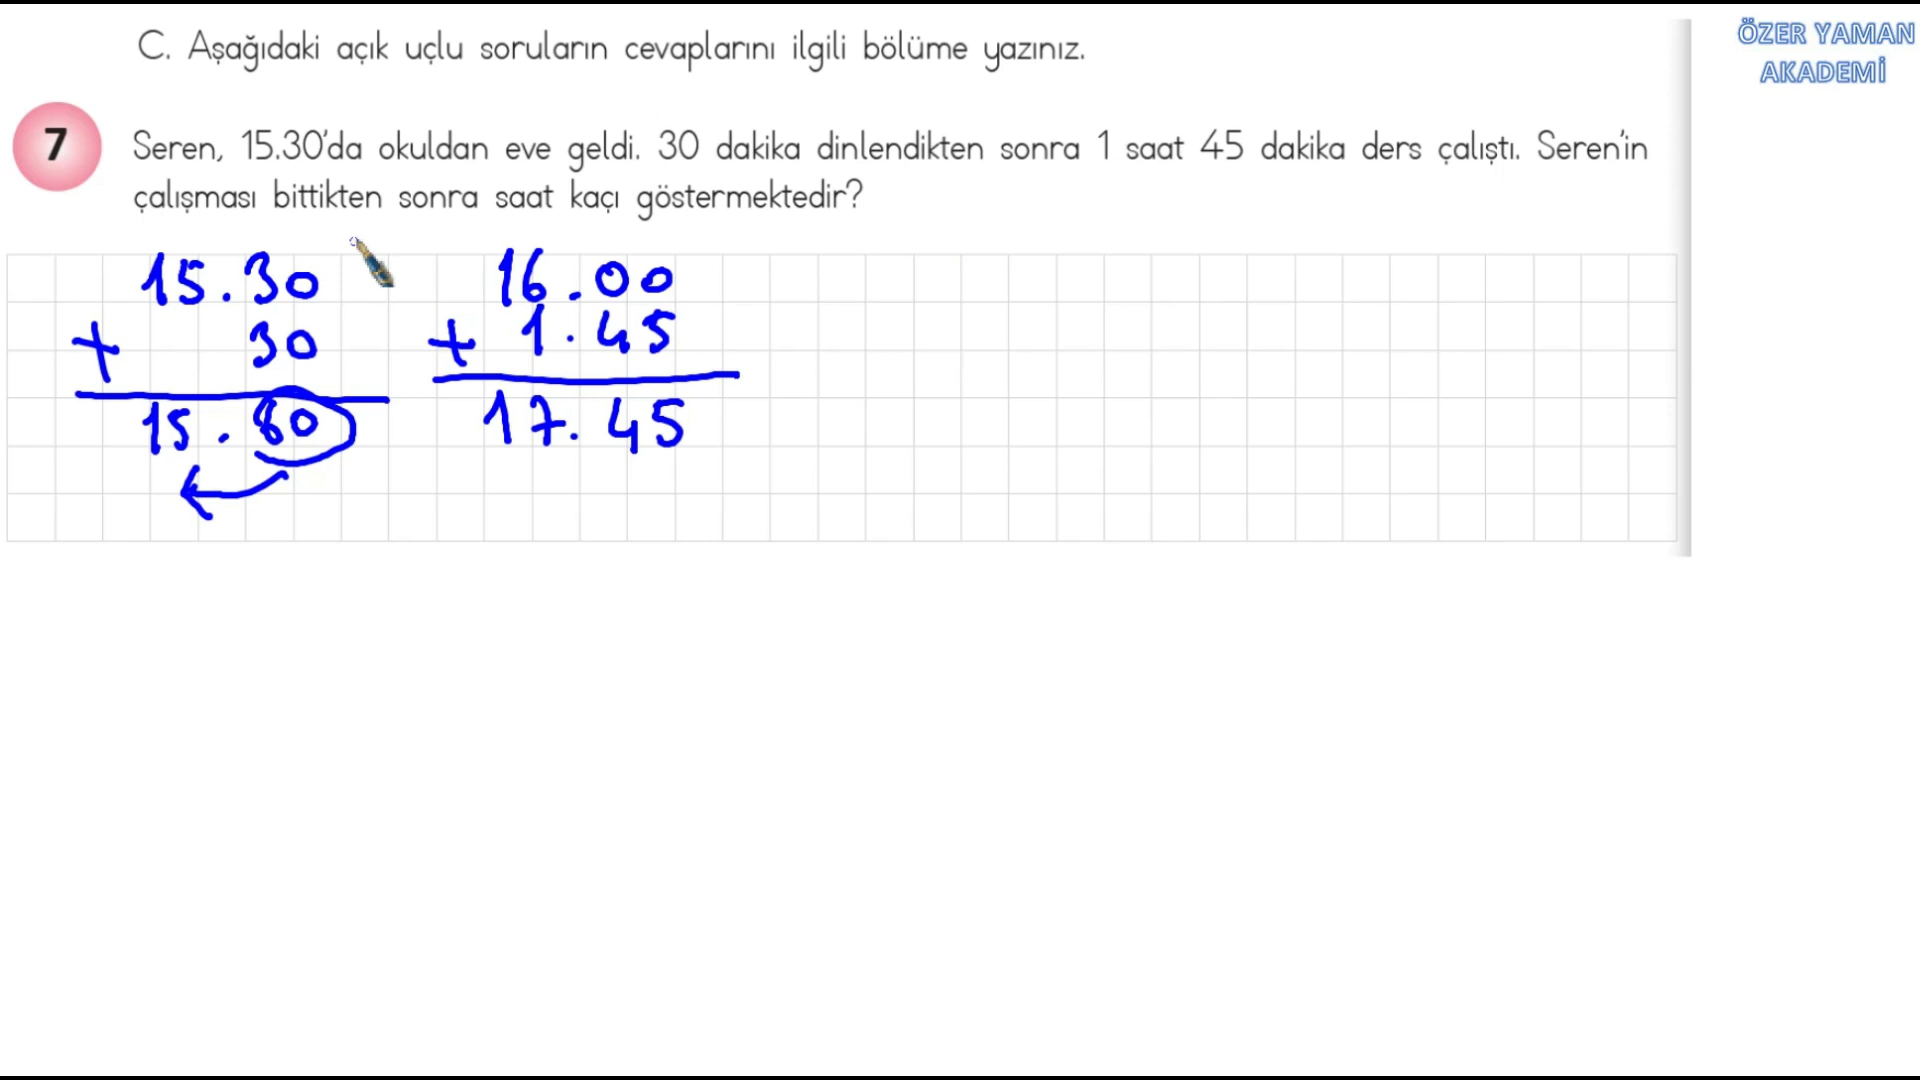 C. Aşağıdaki açık uçlu soruların cevaplarını ilgili bölüme yazınız.
ÖZER YAMAN
AKADEMİ
7
Seren, 15.30'da okuldan eve geldi. 30 dakika dinlendikten sonra 1 saat 45 dakika ders çalıştı. Seren'in
çalışması bittikten sonra saat kaçı göstermektedir?
15.30
+ 30
15.60
16.00
+ 1.45
17.45